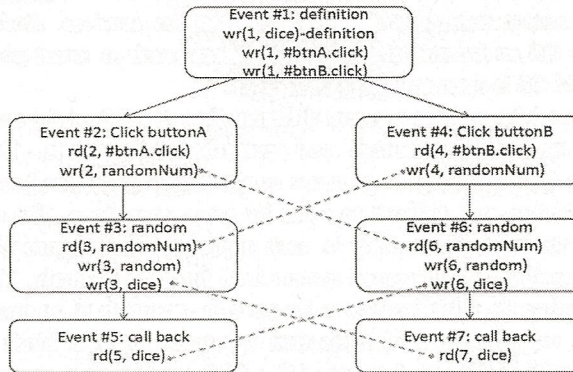 Event #1: definition
wr(1, dice)-definition
wr(1, #btnA.click)
wr(1, #btnB.click)
Event #2: Click buttonA
rd(2, #btnA.click)
wr(2, randomNum)
Event #4: Click buttonB
rd(4, #btnB.click)
wr(4, randomNum)
Event #3: random
rd(3, randomNum)
wr(3, random)
wr(3, dice)
Event #6: random
rd(6, randomNum)
wr(6, random)
wr(6, dice)
Event #5: call back
rd(5, dice)
Event #7: call back
rd(7, dice)